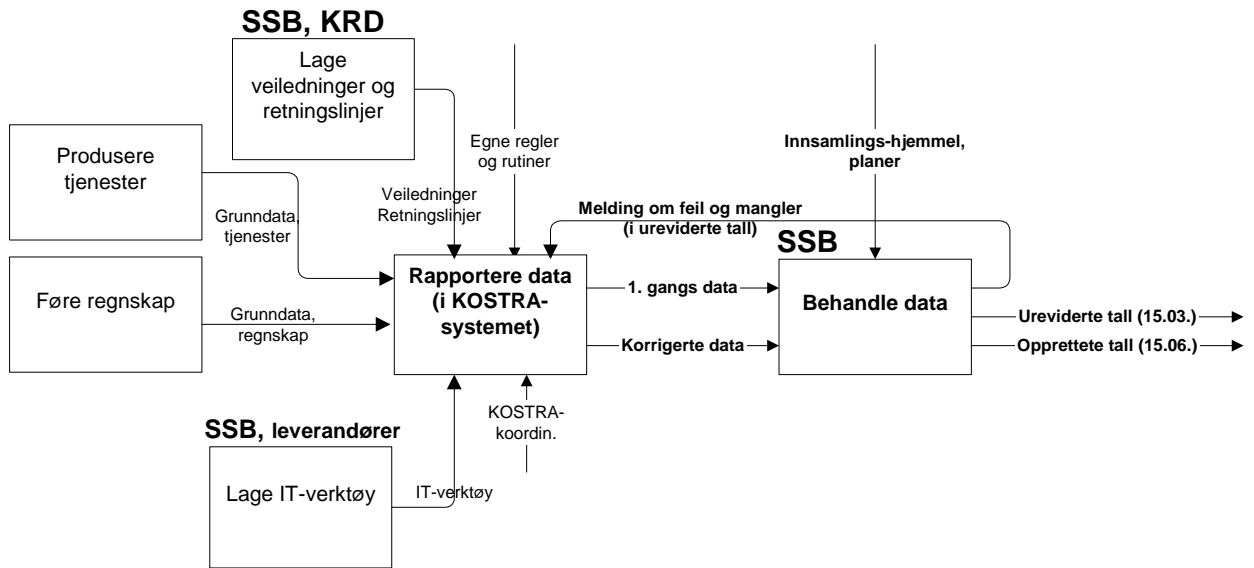 SSB, KRD
Lage
veiledninger og
retningslinjer
Produsere
tjenester
Egne regler
og rutiner
Innsamlings-hjemmel,
planer
Veiledninger
Retningslinjer
Grunndata,
tjenester
Melding om feil og mangler
(i ureviderte tall)
SSB
Føre regnskap
Grunndata,
regnskap
Rapportere data
(i KOSTRA-
systemet)
1. gangs data
Korrigerte data
Behandle data
Ureviderte tall (15.03.)
Opprettete tall (15.06.)
KOSTRA-
koordin.
SSB, leverandører
Lage IT-verktøy
IT-verktøy